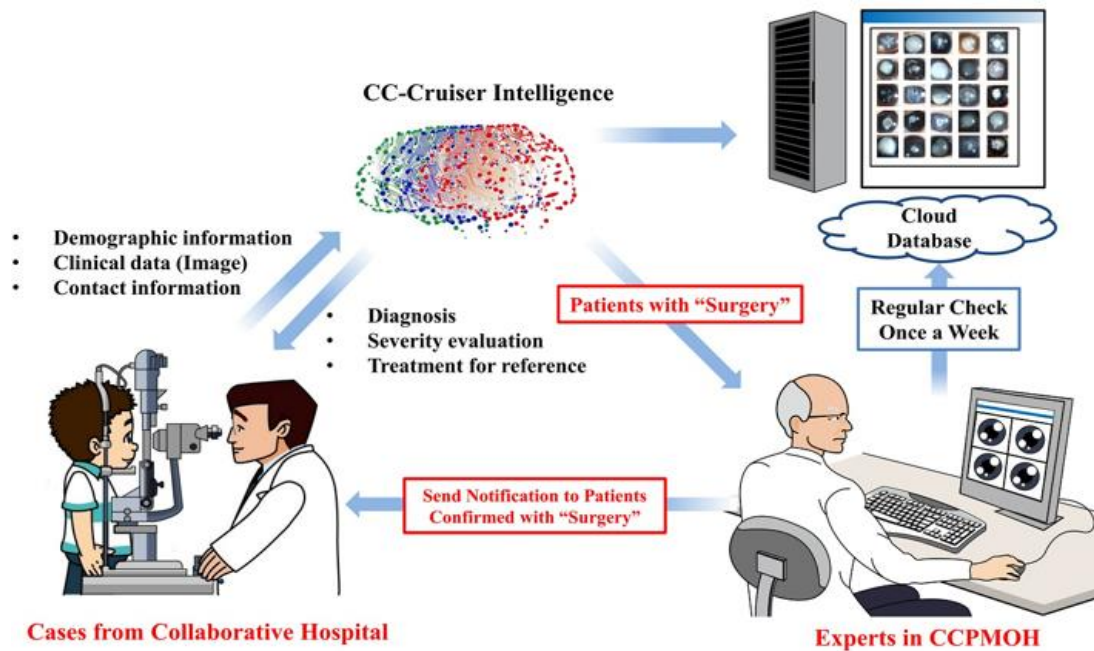 CC-Cruiser Intelligence
Cloud
Database
• Demographic information
• Clinical data (Image)
• Contact information
• Diagnosis
• Severity evaluation
• Treatment for reference
Patients with “Surgery”
Regular Check
Once a Week
Send Notification to Patients
Confirmed with “Surgery”
Cases from Collaborative Hospital
Experts in CCPMOH